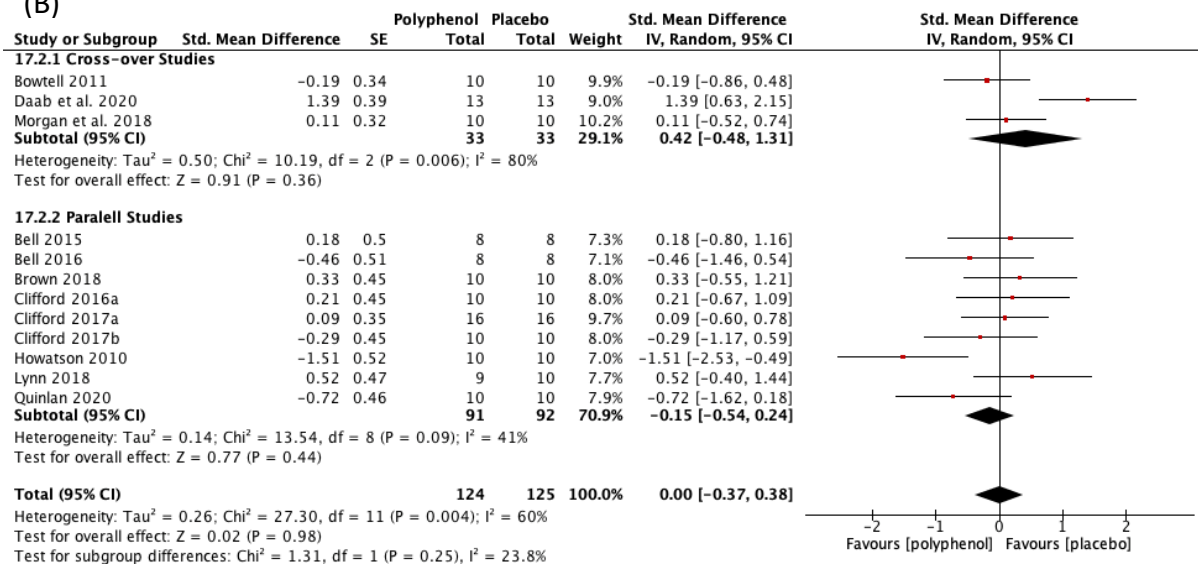 (B)
Polyphenol Placebo Std. Mean Difference Std. Mean Difference
Study or Subgroup Std. Mean Difference SE Total Total Weight IV, Random, 95% CI IV, Random, 95% CI
17.2.1 Cross-over Studies
Bowtell 2011 -0.19 0.34 10 10 9.9% -0.19 [-0.86, 0.48]
Daab et al. 2020 1.39 0.39 13 13 9.0% 1.39 [0.63, 2.15]
Morgan et al. 2018 0.11 0.32 10 10 10.2% 0.11 [-0.52, 0.74]
Subtotal (95% CI) 33 33 29.1% 0.42 [-0.48, 1.31]
Heterogeneity: Tau² = 0.50; Chi² = 10.19, df = 2 (P = 0.006); I² = 80%
Test for overall effect: Z = 0.91 (P = 0.36)
17.2.2 Paralell Studies
Bell 2015 0.18 0.5 8 8 7.3% 0.18 [-0.80, 1.16]
Bell 2016 -0.46 0.51 8 8 7.1% -0.46 [-1.46, 0.54]
Brown 2018 0.33 0.45 10 10 8.0% 0.33 [-0.55, 1.21]
Clifford 2016a 0.21 0.45 10 10 8.0% 0.21 [-0.67, 1.09]
Clifford 2017a 0.09 0.35 16 16 9.7% 0.09 [-0.60, 0.78]
Clifford 2017b -0.29 0.45 10 10 8.0% -0.29 [-1.17, 0.59]
Howatson 2010 -1.51 0.52 10 10 7.0% -1.51 [-2.53, -0.49]
Lynn 2018 0.52 0.47 9 10 7.7% 0.52 [-0.40, 1.44]
Quinlan 2020 -0.72 0.46 10 10 7.9% -0.72 [-1.62, 0.18]
Subtotal (95% CI) 91 92 70.9% -0.15 [-0.54, 0.24]
Heterogeneity: Tau² = 0.14; Chi² = 13.54, df = 8 (P = 0.09); I² = 41%
Test for overall effect: Z = 0.77 (P = 0.44)
Total (95% CI) 124 125 100.0% 0.00 [-0.37, 0.38]
Heterogeneity: Tau² = 0.26; Chi² = 27.30, df = 11 (P = 0.004); I² = 60%
Test for overall effect: Z = 0.02 (P = 0.98)
Test for subgroup differences: Chi² = 1.31, df = 1 (P = 0.25), I² = 23.8%
-2 -1 0 1 2
Favours [polyphenol] Favours [placebo]